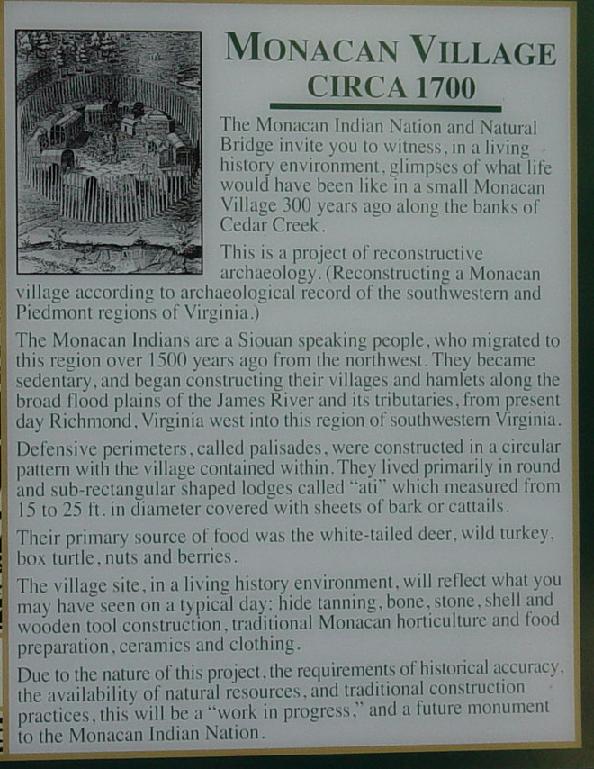 MONACAN VILLAGE
CIRCA 1700
The Monacan Indian Nation and Natural
Bridge invite you to witness, in a living
history environment, glimpses of what life
would have been like in a small Monacan
Village 300 years ago along the banks of
Cedar Creek.
This is a project of reconstructive
archaeology. (Reconstructing a Monacan
village according to archaeological record of the southwestern and
Piedmont regions of Virginia.)
The Monacan Indians are a Siouan speaking people, who migrated to
this region over 1500 years ago from the northwest. They became
sedentary, and began constructing their villages and hamlets along the
broad flood plains of the James River and its tributaries, from present
day Richmond, Virginia west into this region of southwestern Virginia.
Defensive perimeters, called palisades, were constructed in a circular
pattern with the village contained within. They lived primarily in round
and sub-rectangular shaped lodges called "ati" which measured from
15 to 25 ft. in diameter covered with sheets of bark or cattails.
Their primary source of food was the white-tailed deer, wild turkey,
box turtle, nuts and berries.
The village site, in a living history environment, will reflect what you
may have seen on a typical day; hide tanning, bone, stone, shell and
wooden tool construction, traditional Monacan horticulture and food
preparation, ceramics and clothing.
Due to the nature of this project, the requirements of historical accuracy,
the availability of natural resources, and traditional construction
practices, this will be a "work in progress," and a future monument
to the Monacan Indian Nation.